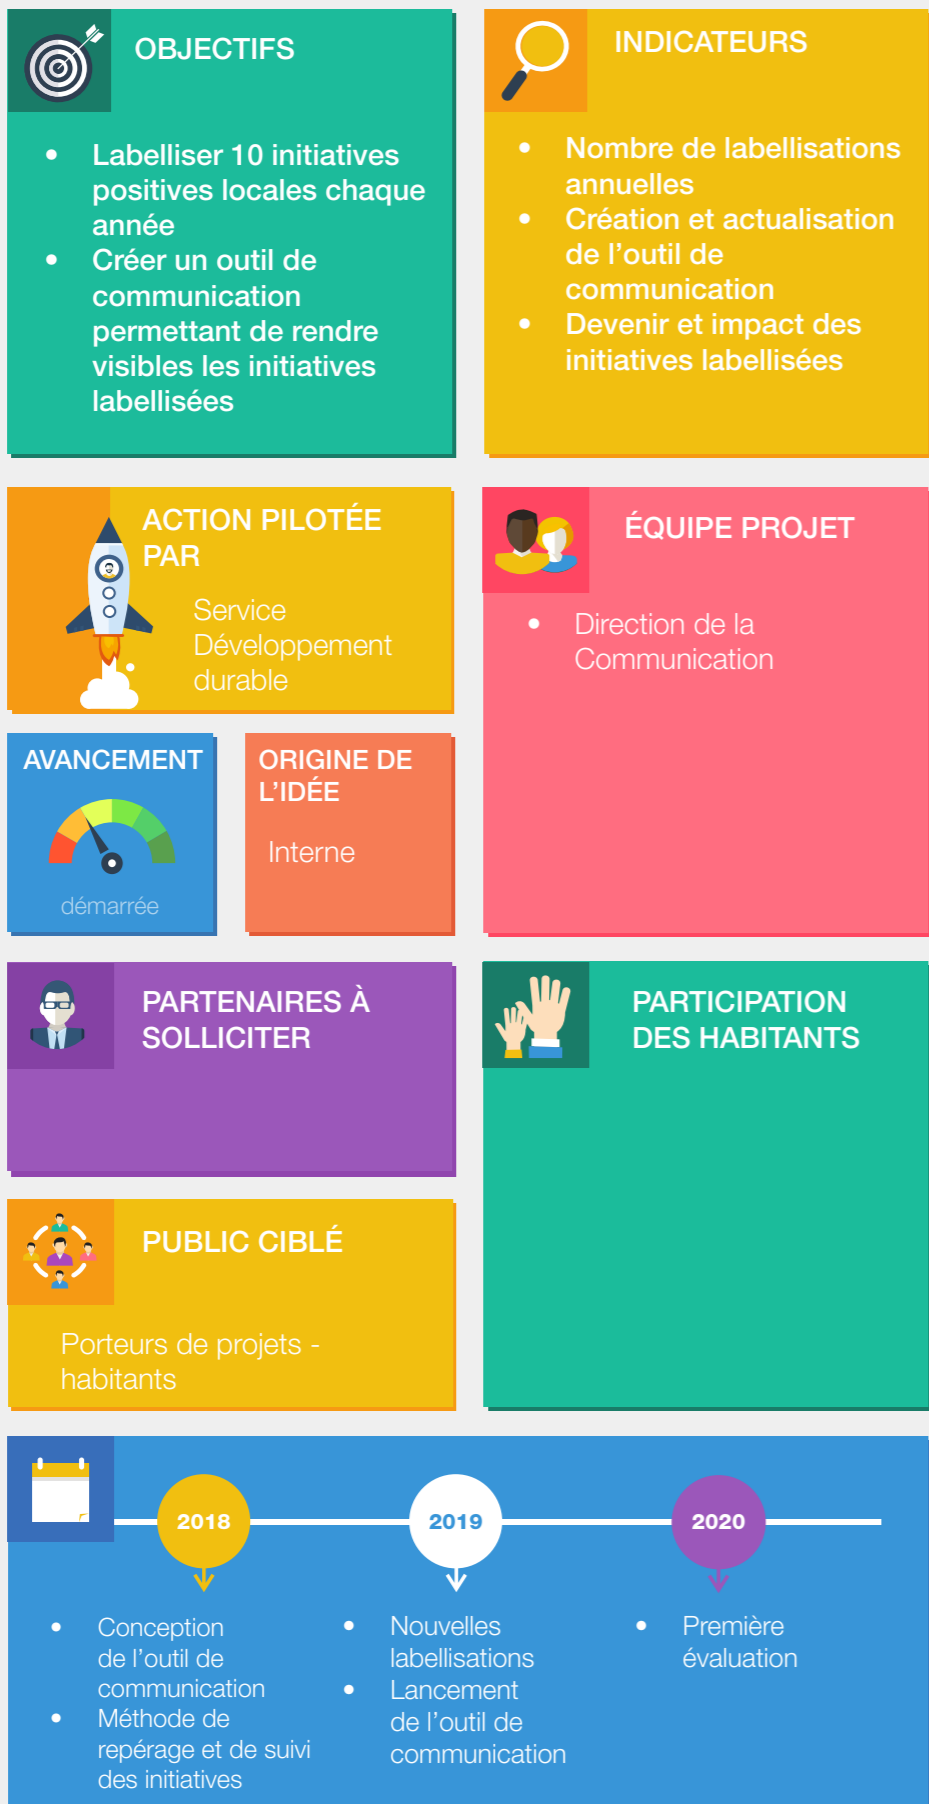 OBJECTIFS
• Labelliser 10 initiatives
positives locales chaque
année
• Créer un outil de
communication
permettant de rendre
visibles les initiatives
labellisées
INDICATEURS
• Nombre de labellisations
annuelles
• Création et actualisation
de l'outil de
communication
• Devenir et impact des
initiatives labellisées
ACTION PILOTÉE
PAR
Service
Développement
durable
ÉQUIPE PROJET
• Direction de la
Communication
AVANCEMENT
démarrée
ORIGINE DE
L'IDÉE
Interne
PARTENAIRES À
SOLLICITER
PARTICIPATION
DES HABITANTS
PUBLIC CIBLÉ
Porteurs de projets -
habitants
2018
• Conception
de l'outil de
communication
• Méthode de
repérage et de suivi
des initiatives
2019
• Nouvelles
labellisations
• Lancement
de l'outil de
communication
2020
• Première
évaluation